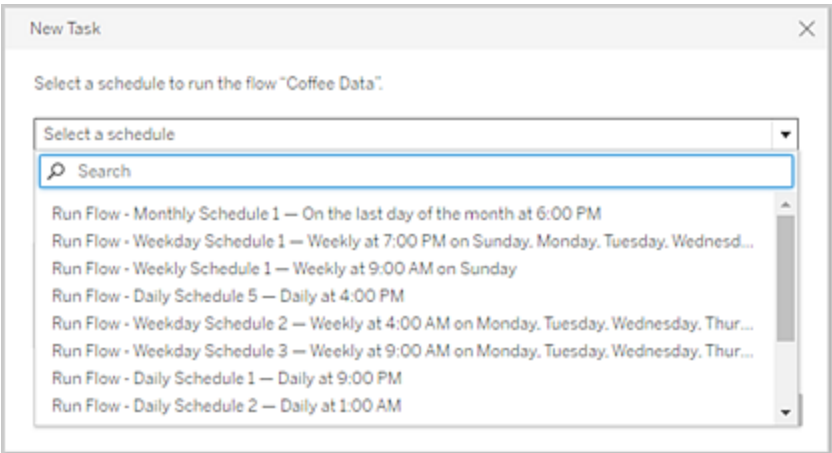 New Task
Select a schedule to run the flow "Coffee Data".
Select a schedule
Search
Run Flow - Monthly Schedule 1 — On the last day of the month at 6:00 PM
Run Flow - Weekday Schedule 1 — Weekly at 7:00 PM on Sunday, Monday, Tuesday, Wednesd...
Run Flow - Weekly Schedule 1 — Weekly at 9:00 AM on Sunday
Run Flow - Daily Schedule 5 — Daily at 4:00 PM
Run Flow - Weekday Schedule 2 — Weekly at 4:00 AM on Monday, Tuesday, Wednesday, Thur...
Run Flow - Weekday Schedule 3 — Weekly at 9:00 AM on Monday, Tuesday, Wednesday, Thur...
Run Flow - Daily Schedule 1 — Daily at 9:00 PM
Run Flow - Daily Schedule 2 — Daily at 1:00 AM